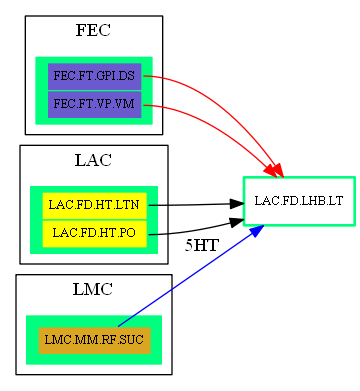 FEC
FEC.FT.GPI.DS
FEC.FT.VP.VM
LAC
LAC.FD.HT.LTN
LAC.FD.HT.PO
LAC.FD.LHB.LT
5HT
LMC
LMC.MM.RF.SUC